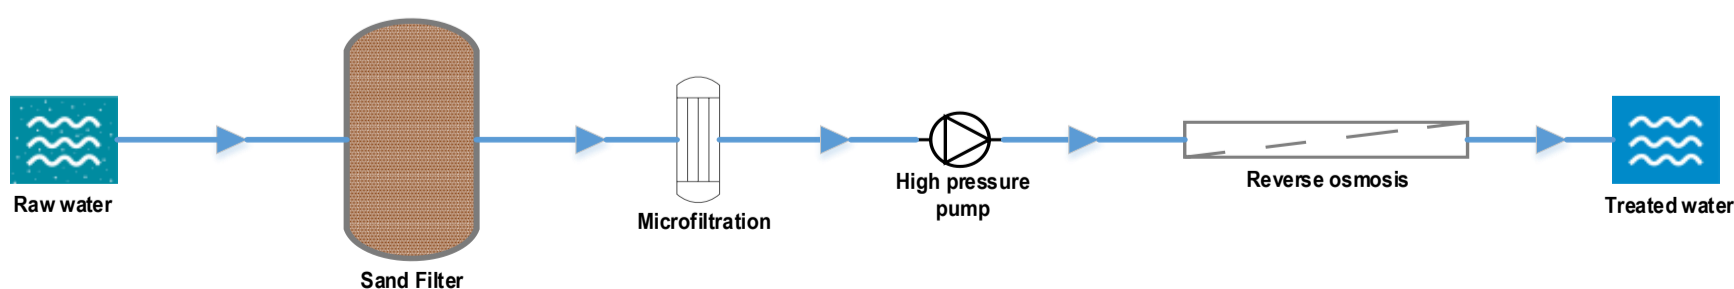 Raw water
Sand Filter
Microfiltration
High pressure
pump
Reverse osmosis
Treated water